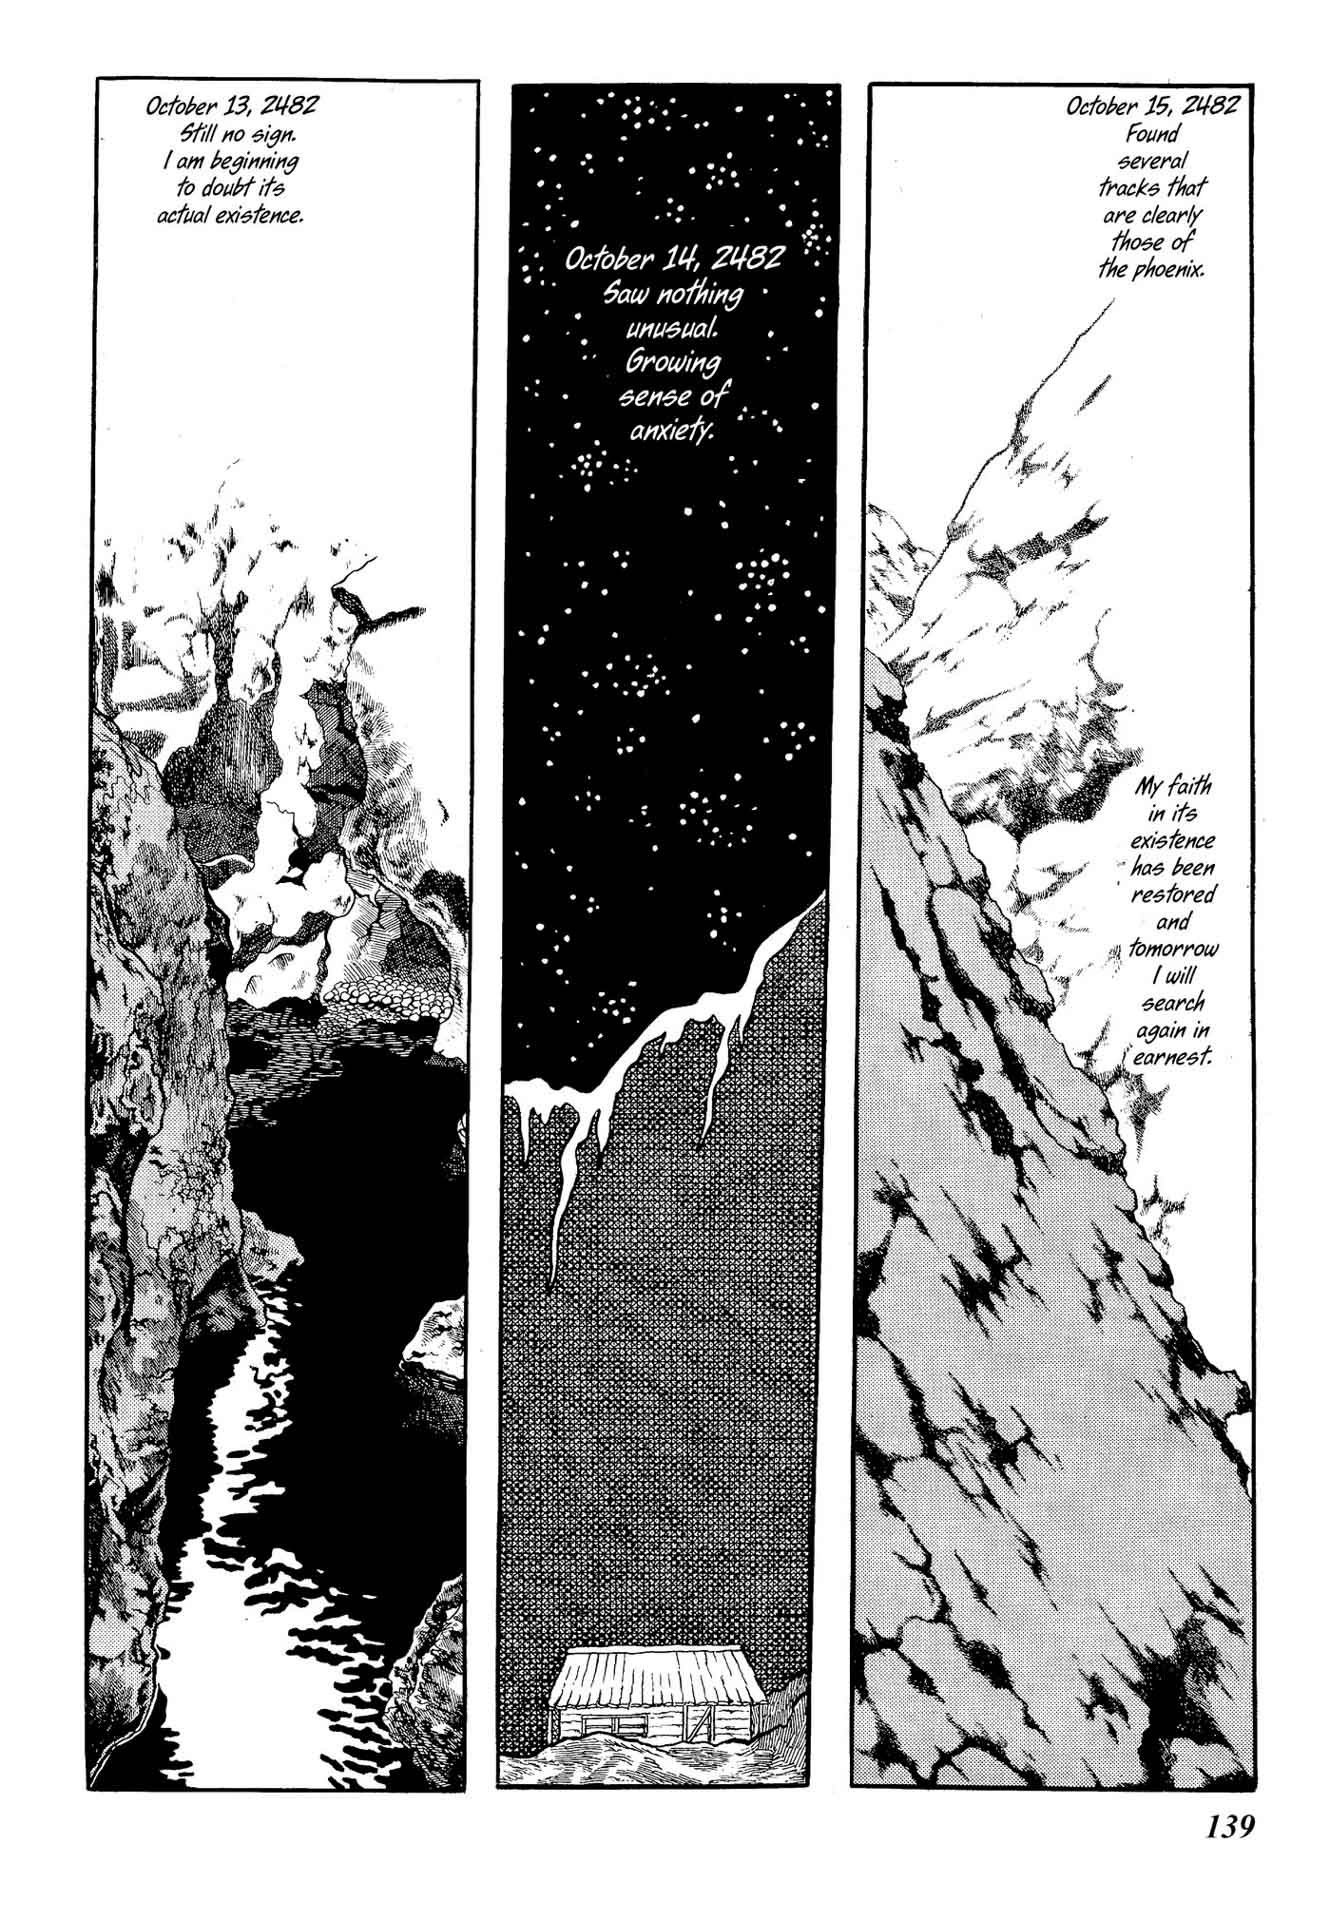 October 13, 2482
Still no sign.
I am beginning
to doubt its
actual existence.
October 14, 2482
Saw nothing
unusual.
Growing
sense of
anxiety.
October 15, 2482
Found
several
tracks that
are clearly
those of
the phoenix.
My faith
in its
existence
has been
restored
and
tomorrow
I will
search
again in
earnest.
139